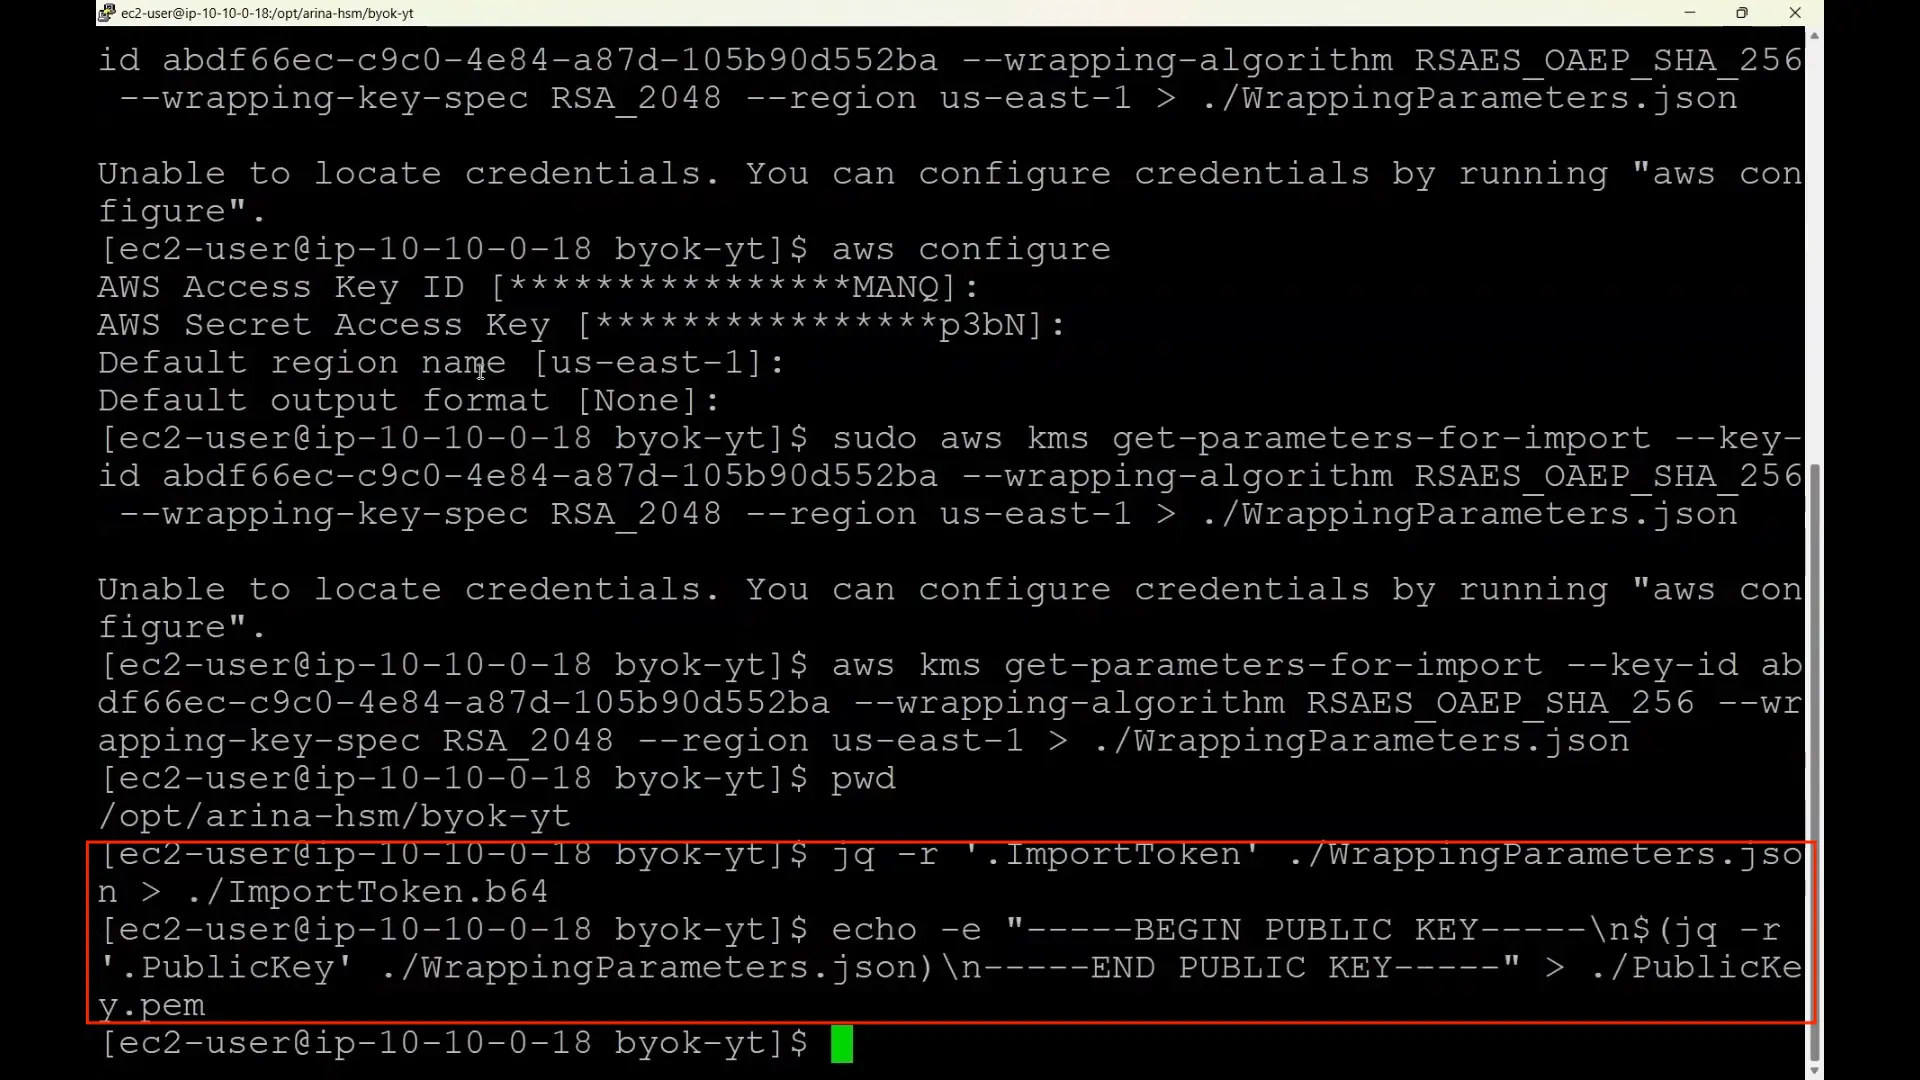 ec2-user@ip-10-10-0-18:/opt/arina-hsm/byok-yt
id abdf66ec-c9c0-4e84-a87d-105b90d552ba --wrapping-algorithm RSAES_OAEP_SHA_256
 --wrapping-key-spec RSA_2048 --region us-east-1 > ./WrappingParameters.json
Unable to locate credentials. You can configure credentials by running "aws con
figure".
[ec2-user@ip-10-10-0-18 byok-yt]$ aws configure
AWS Access Key ID [****************MANQ]:
AWS Secret Access Key [****************p3bN]:
Default region name [us-east-1]:
Default output format [None]:
[ec2-user@ip-10-10-0-18 byok-yt]$ sudo aws kms get-parameters-for-import --key-
id abdf66ec-c9c0-4e84-a87d-105b90d552ba --wrapping-algorithm RSAES_OAEP_SHA_256
 --wrapping-key-spec RSA_2048 --region us-east-1 > ./WrappingParameters.json
Unable to locate credentials. You can configure credentials by running "aws con
figure".
[ec2-user@ip-10-10-0-18 byok-yt]$ aws kms get-parameters-for-import --key-id ab
df66ec-c9c0-4e84-a87d-105b90d552ba --wrapping-algorithm RSAES_OAEP_SHA_256 --wr
apping-key-spec RSA_2048 --region us-east-1 > ./WrappingParameters.json
[ec2-user@ip-10-10-0-18 byok-yt]$ pwd
/opt/arina-hsm/byok-yt
[ec2-user@ip-10-10-0-18 byok-yt]$ jq -r '.ImportToken' ./WrappingParameters.jso
n > ./ImportToken.b64
[ec2-user@ip-10-10-0-18 byok-yt]$ echo -e "-----BEGIN PUBLIC KEY-----\n$(jq -r
'.PublicKey' ./WrappingParameters.json)\n-----END PUBLIC KEY-----" > ./PublicKe
y.pem
[ec2-user@ip-10-10-0-18 byok-yt]$